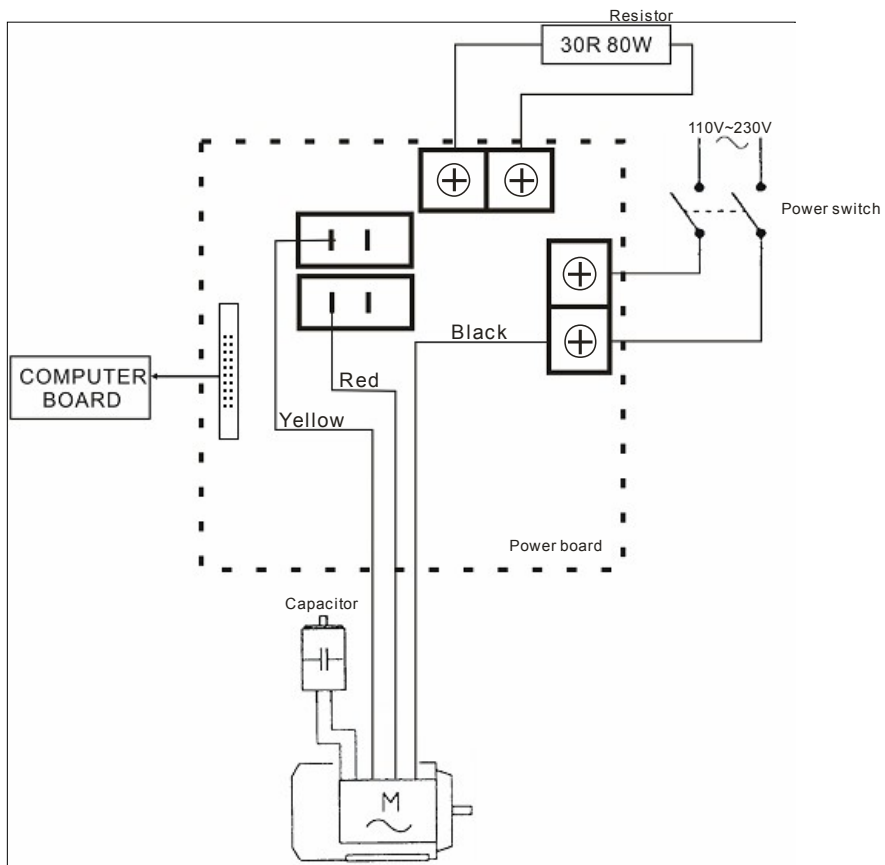 Resistor
30R 80W
110V~230V
Power switch
Black
Red
COMPUTER
BOARD
Yellow
Power board
Capacitor
M